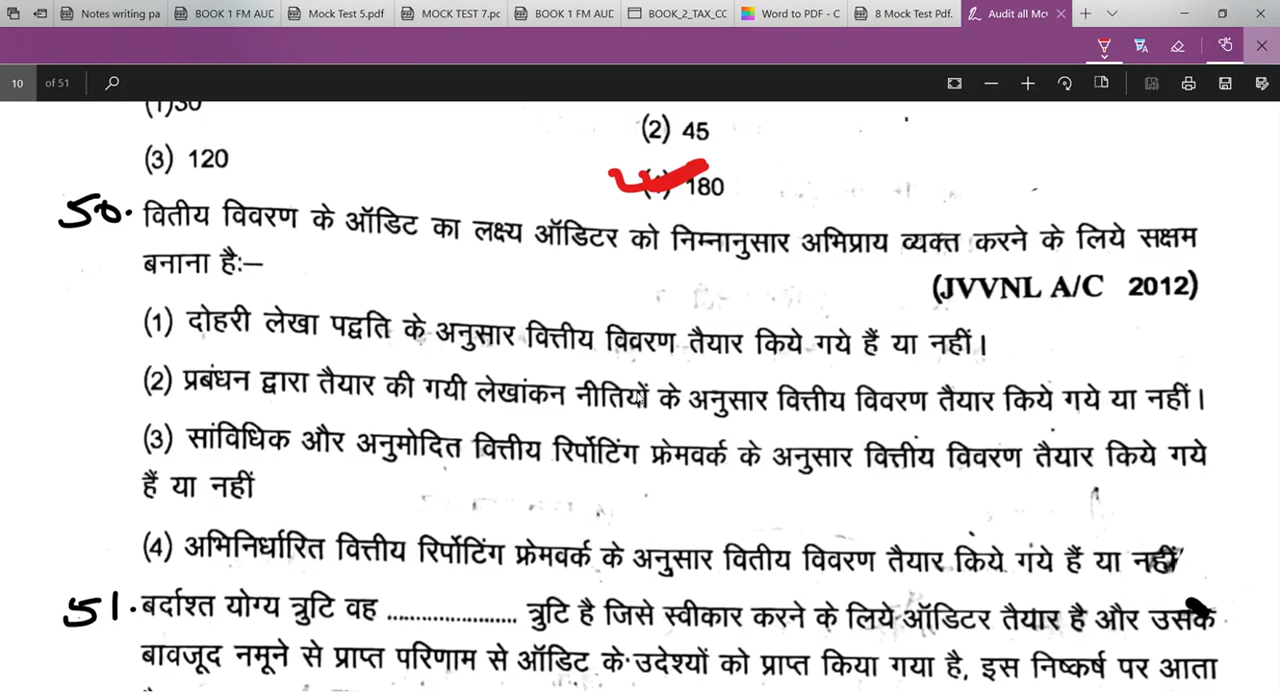 Notes writing pa BOOK 1 FM AUD Mock Test 5.pdf MOCK TEST 7.pc BOOK 1 FM AUD BOOK_2_TAX_CC Word to PDF - C 8 Mock Test Pdf. Audit all Mc
10 of 51
(1)30
(2) 45
(3) 120
180
50. वितीय विवरण के ऑडिट का लक्ष्य ऑडिटर को निम्नानुसार अभिप्राय व्यक्त करने के लिये सक्षम
बनाना है:–
(JVVNL A/C 2012)
(1) दोहरी लेखा पद्वति के अनुसार वित्तीय विवरण तैयार किये गये हैं या नहीं।
(2) प्रबंधन द्वारा तैयार की गयी लेखांकन नीतियों के अनुसार वित्तीय विवरण तैयार किये गये या नहीं।
(3) सांविधिक और अनुमोदित वित्तीय रिर्पोटिंग फ्रेमवर्क के अनुसार वित्तीय विवरण तैयार किये गये
हैं या नहीं
(4) अभिनिर्धारित वित्तीय रिर्पोटिंग फ्रेमवर्क के अनुसार वितीय विवरण तैयार किये गये हैं या नहीं
51. बर्दाश्त योग्य त्रुटि वह ...................... त्रुटि है जिसे स्वीकार करने के लिये ऑडिटर तैयार है और उसके
बावजूद नमूने से प्राप्त परिणाम से ऑडिट के उदेश्यों को प्राप्त किया गया है, इस निष्कर्ष पर आता